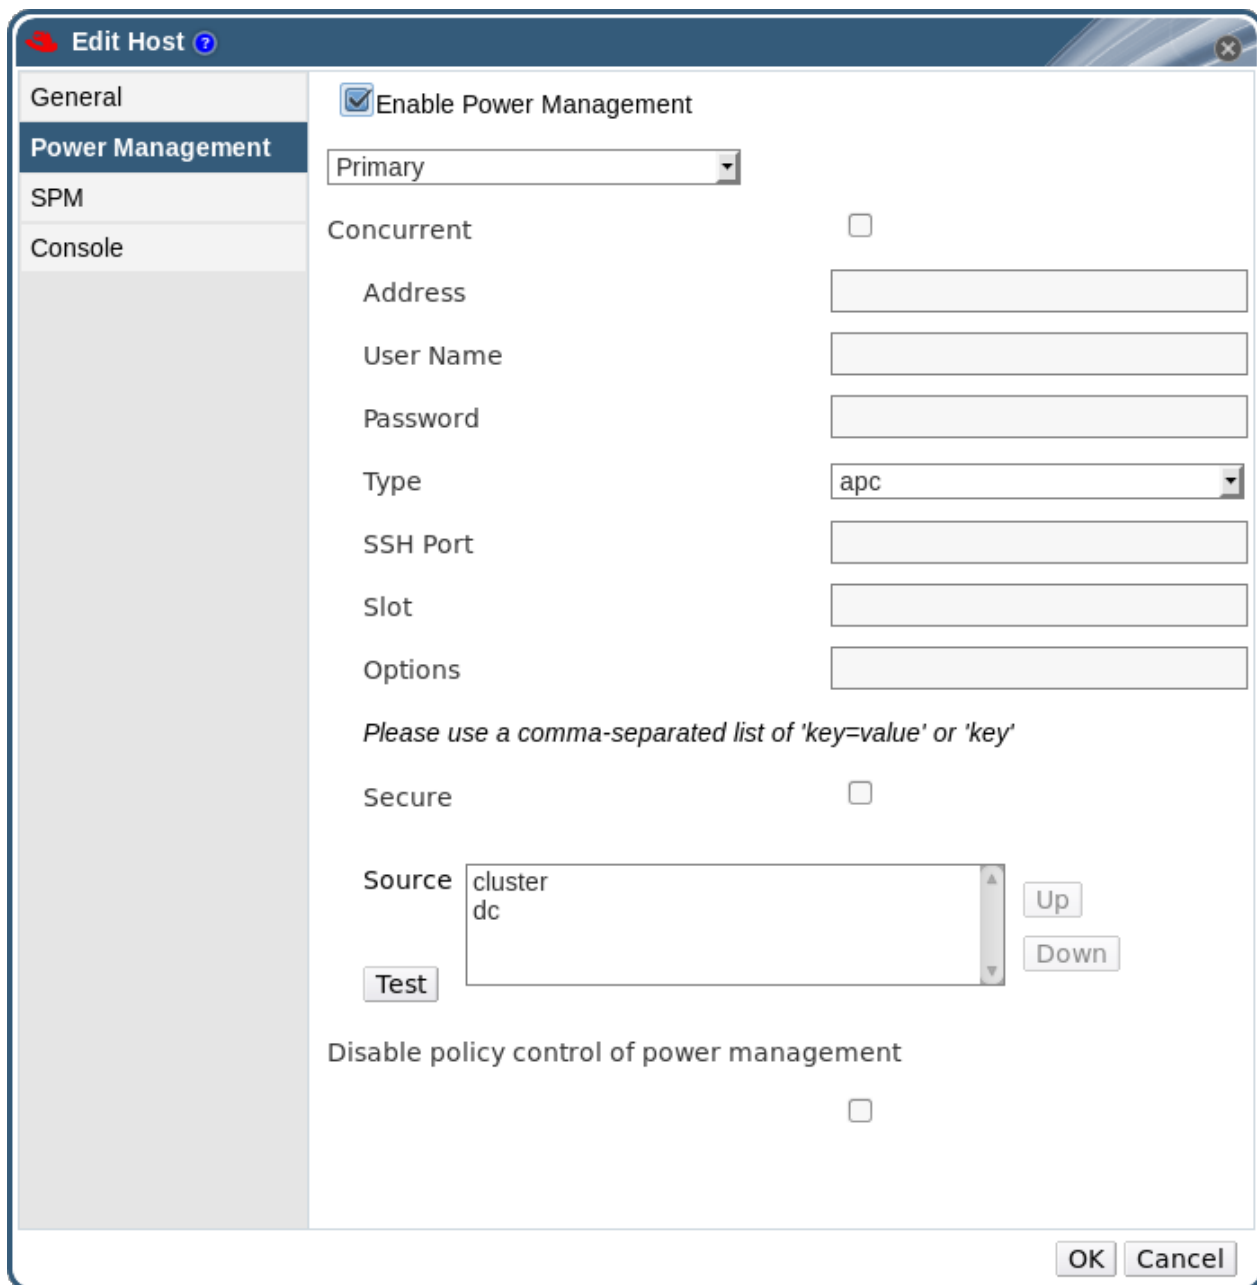 Edit Host ?
General
Power Management
SPM
Console
Enable Power Management
Primary
Concurrent
Address
User Name
Password
Type apc
SSH Port
Slot
Options
Please use a comma-separated list of 'key=value' or 'key'
Secure
Source cluster
dc
Up
Down
Test
Disable policy control of power management
OK Cancel